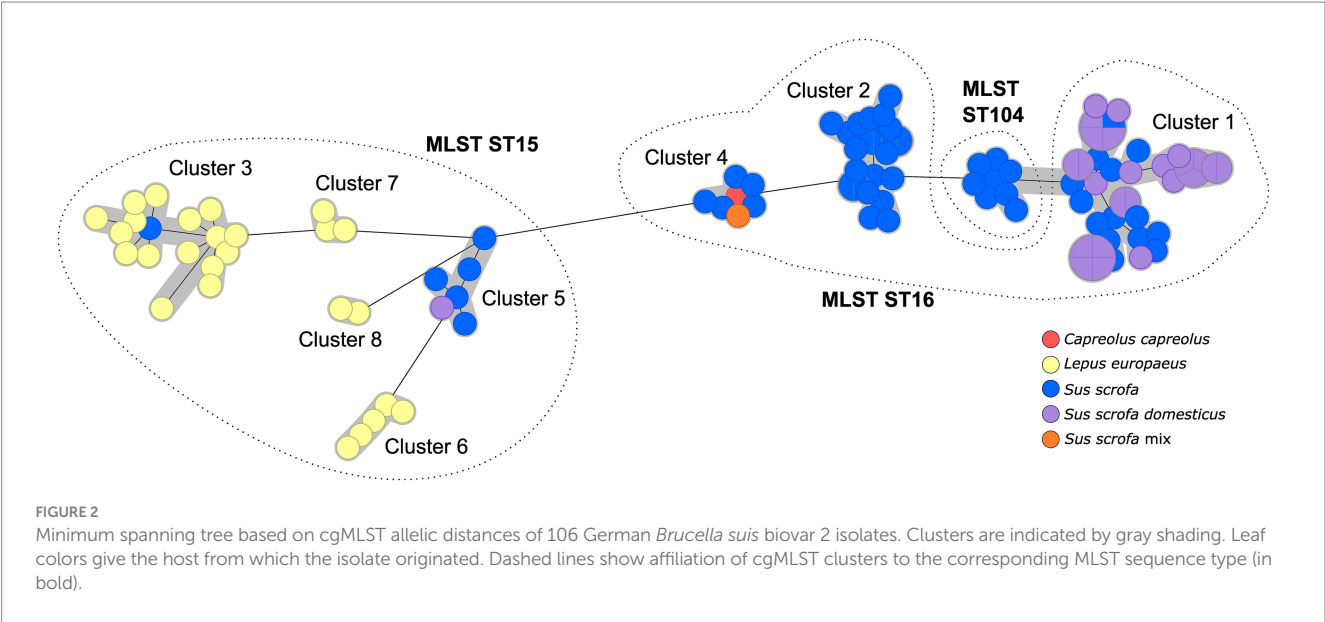 Cluster 2
MLST
ST104
Cluster 1
MLST ST15
Cluster 4
Cluster 3
Cluster 7
Cluster 5
MLST ST16
Cluster 8
Cluster 6
Capreolus capreolus
Lepus europaeus
Sus scrofa
Sus scrofa domesticus
Sus scrofa mix
FIGURE 2
Minimum spanning tree based on cgMLST allelic distances of 106 German Brucella suis biovar 2 isolates. Clusters are indicated by gray shading. Leaf
colors give the host from which the isolate originated. Dashed lines show affiliation of cgMLST clusters to the corresponding MLST sequence type (in
bold).